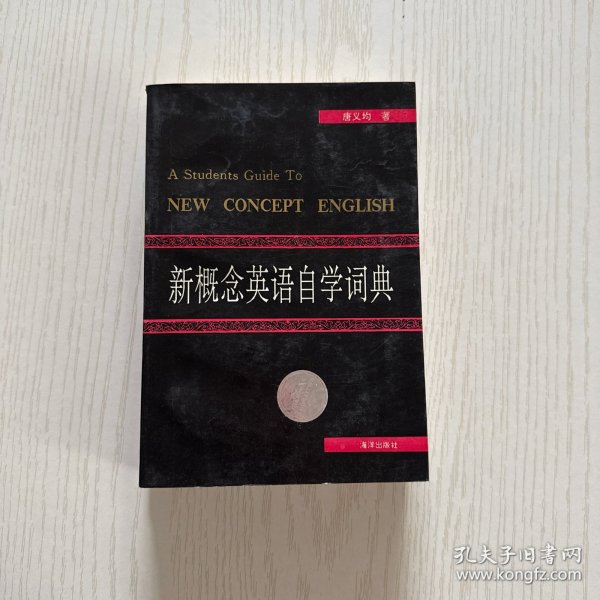 唐义均 著
A Students Guide To
NEW CONCEPT ENGLISH
新概念英语自学词典
海洋出版社
孔夫子旧书网
www.kongfz.com